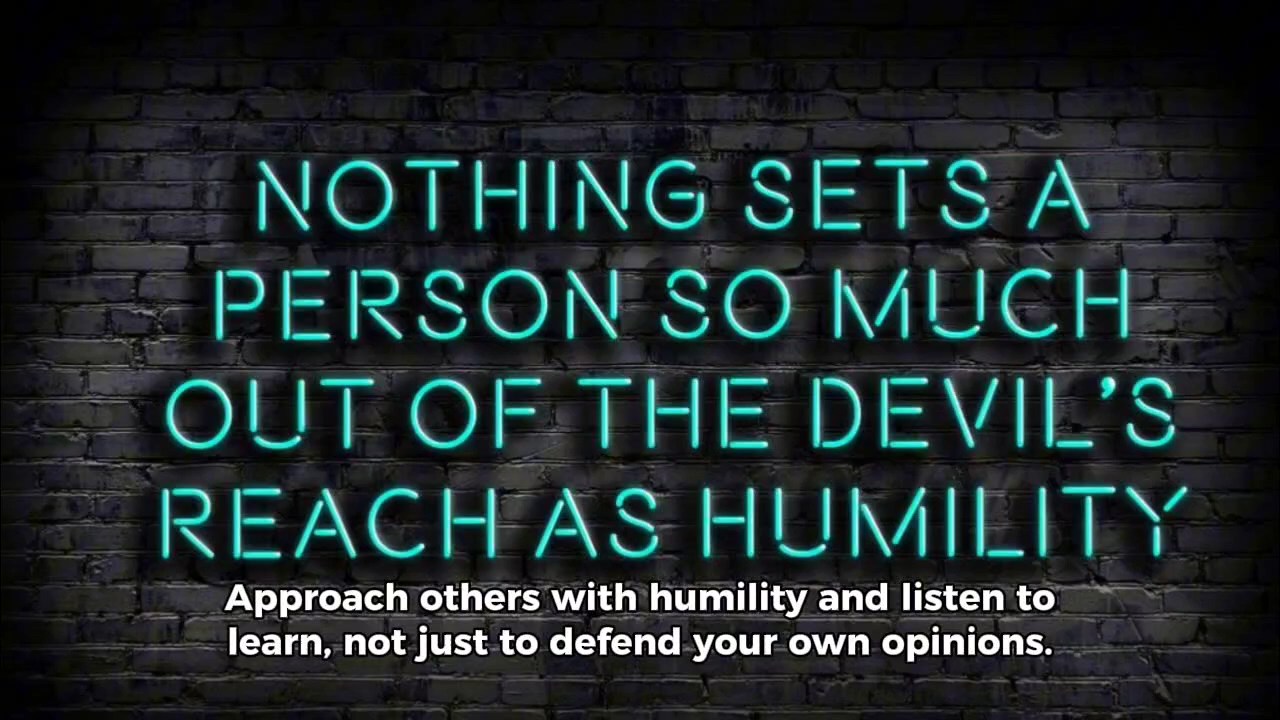 NOTHING SETS A
PERSON SO MUCH
OUT OF THE DEVIL'S
REACH AS HUMILITY
Approach others with humility and listen to
learn, not just to defend your own opinions.